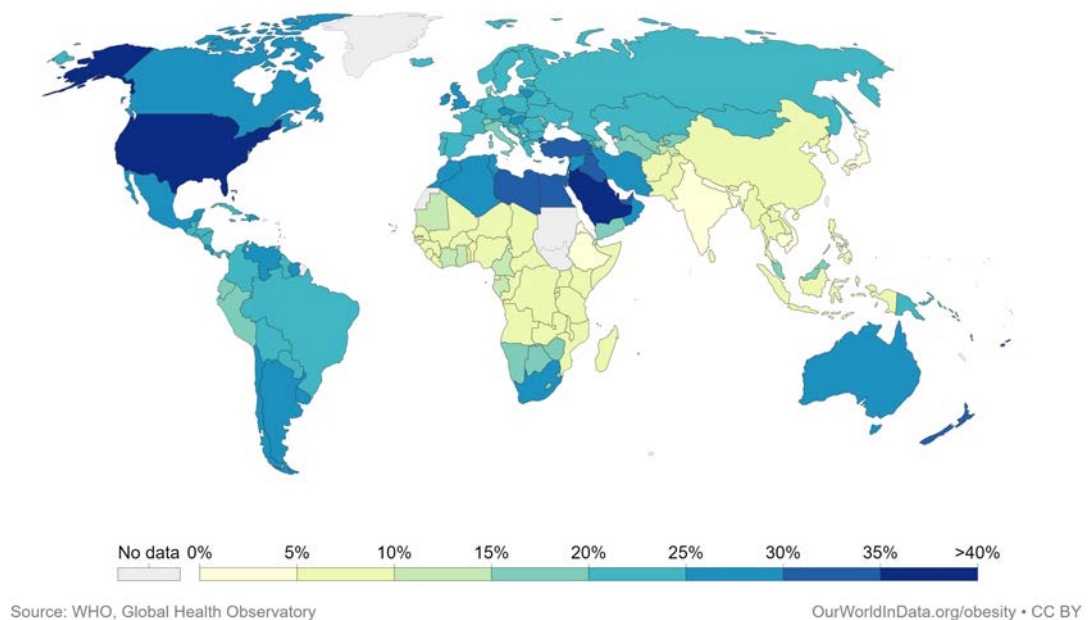 No data 0% 5% 10% 15% 20% 25% 30% 35% >40%
Source: WHO, Global Health Observatory OurWorldInData.org/obesity • CC BY